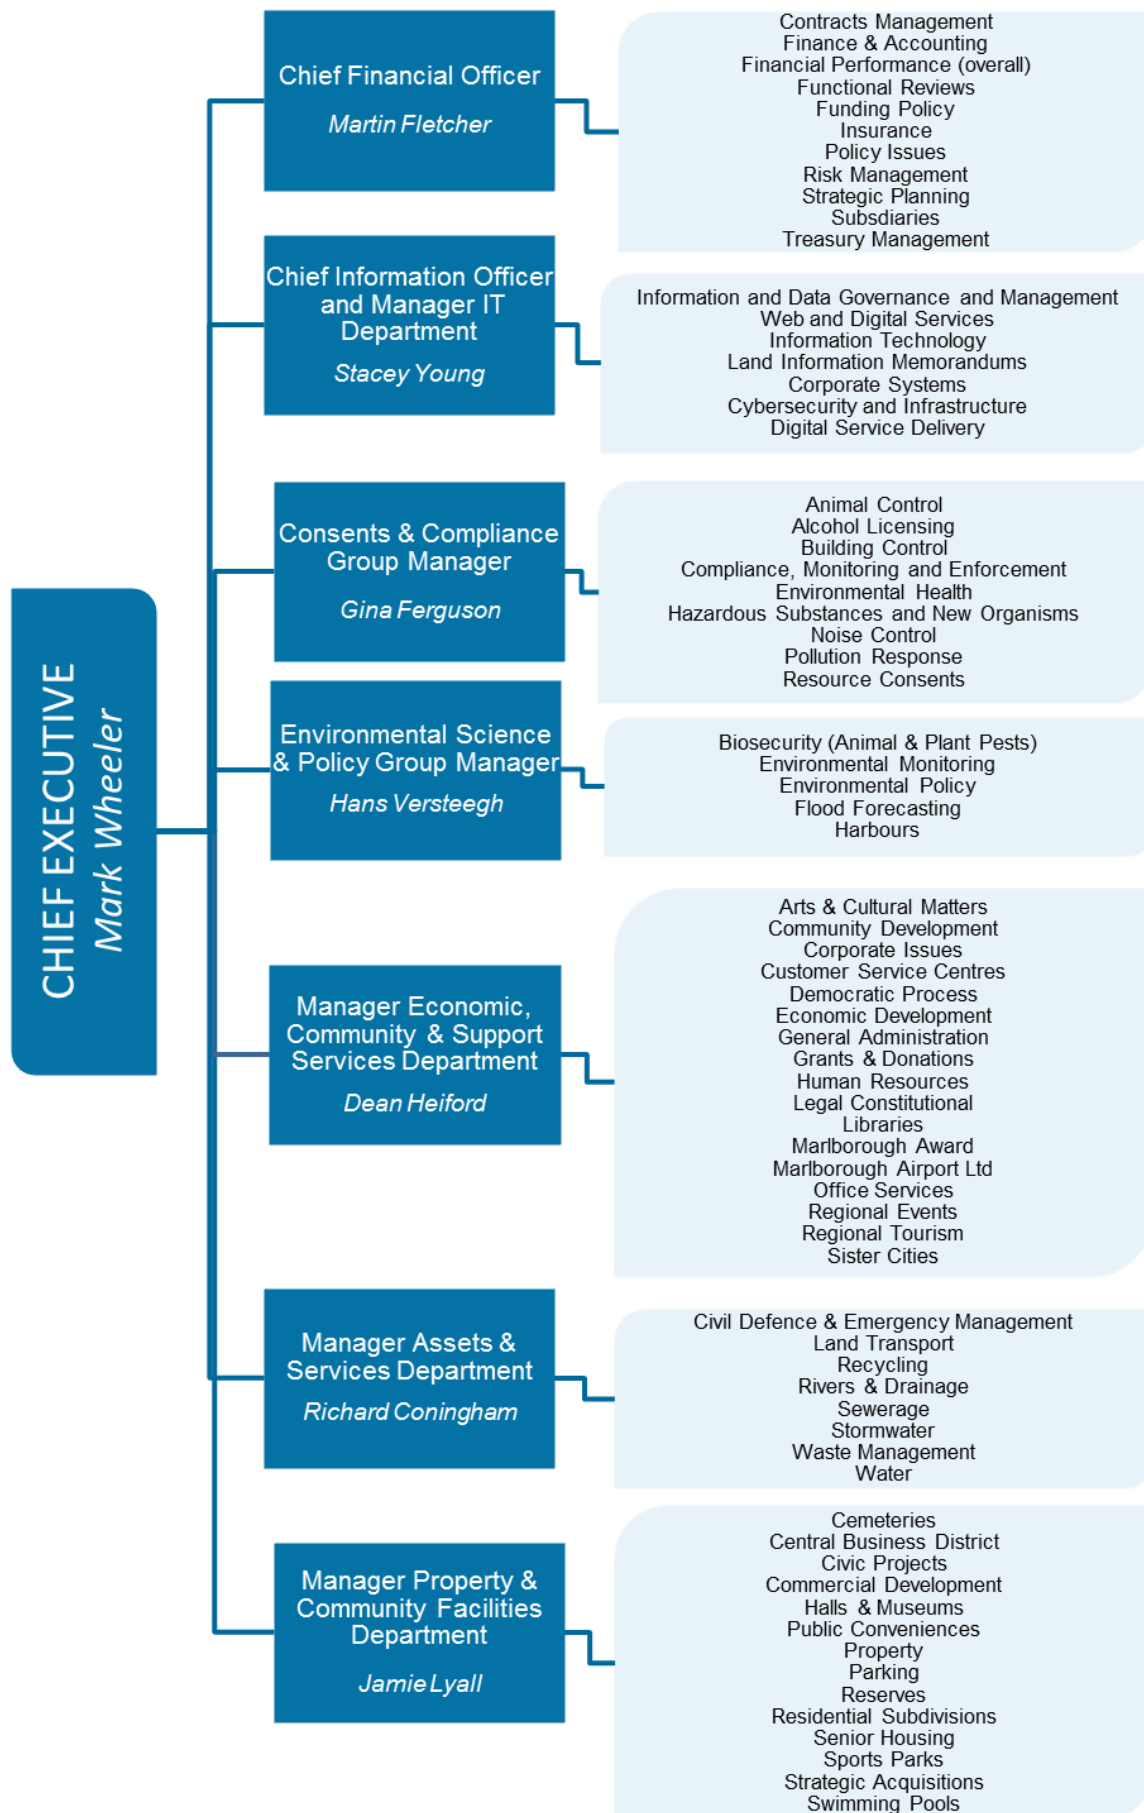 CHIEF EXECUTIVE
Mark Wheeler
Chief Financial Officer
Martin Fletcher
Contracts Management
Finance & Accounting
Financial Performance (overall)
Functional Reviews
Funding Policy
Insurance
Policy Issues
Risk Management
Strategic Planning
Subsdiaries
Treasury Management
Chief Information Officer
and Manager IT
Department
Stacey Young
Information and Data Governance and Management
Web and Digital Services
Information Technology
Land Information Memorandums
Corporate Systems
Cybersecurity and Infrastructure
Digital Service Delivery
Consents & Compliance
Group Manager
Gina Ferguson
Animal Control
Alcohol Licensing
Building Control
Compliance, Monitoring and Enforcement
Environmental Health
Hazardous Substances and New Organisms
Noise Control
Pollution Response
Resource Consents
Environmental Science
& Policy Group Manager
Hans Versteegh
Biosecurity (Animal & Plant Pests)
Environmental Monitoring
Environmental Policy
Flood Forecasting
Harbours
Manager Economic,
Community & Support
Services Department
Dean Heiford
Arts & Cultural Matters
Community Development
Corporate Issues
Customer Service Centres
Democratic Process
Economic Development
General Administration
Grants & Donations
Human Resources
Legal Constitutional
Libraries
Marlborough Award
Marlborough Airport Ltd
Office Services
Regional Events
Regional Tourism
Sister Cities
Manager Assets &
Services Department
Richard Coningham
Civil Defence & Emergency Management
Land Transport
Recycling
Rivers & Drainage
Sewerage
Stormwater
Waste Management
Water
Manager Property &
Community Facilities
Department
Jamie Lyall
Cemeteries
Central Business District
Civic Projects
Commercial Development
Halls & Museums
Public Conveniences
Property
Parking
Reserves
Residential Subdivisions
Senior Housing
Sports Parks
Strategic Acquisitions
Swimming Pools